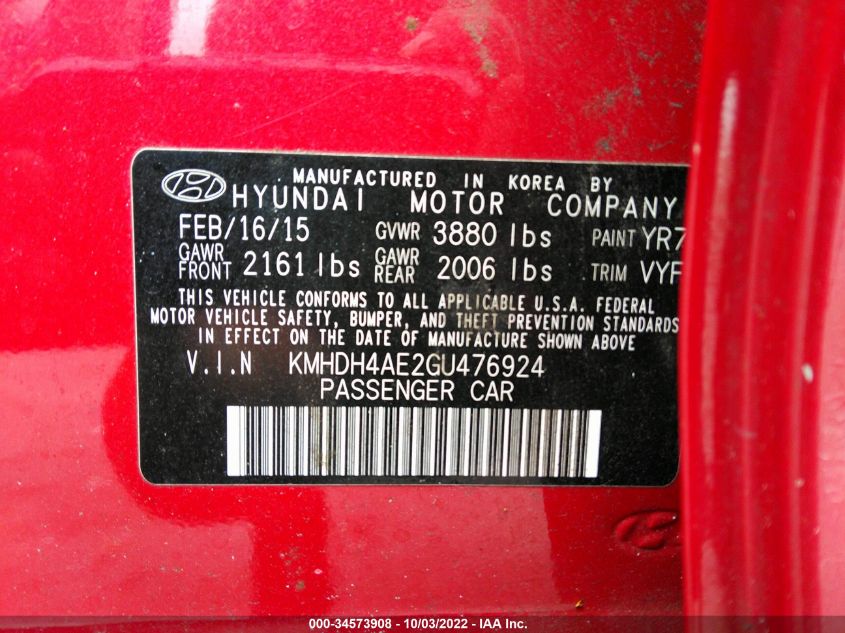 MANUFACTURED IN KOREA BY
HYUNDAI MOTOR COMPANY
FEB/16/15 GVWR 3880 lbs PAINT YR7
GAWR FRONT 2161 lbs GAWR REAR 2006 lbs TRIM VYF
THIS VEHICLE CONFORMS TO ALL APPLICABLE U.S.A. FEDERAL
MOTOR VEHICLE SAFETY, BUMPER, AND THEFT PREVENTION STANDARDS
IN EFFECT ON THE DATE OF MANUFACTURE SHOWN ABOVE.
V.I.N KMHDH4AE2GU476924
PASSENGER CAR
000-34573908 - 10/03/2022 - IAA Inc.